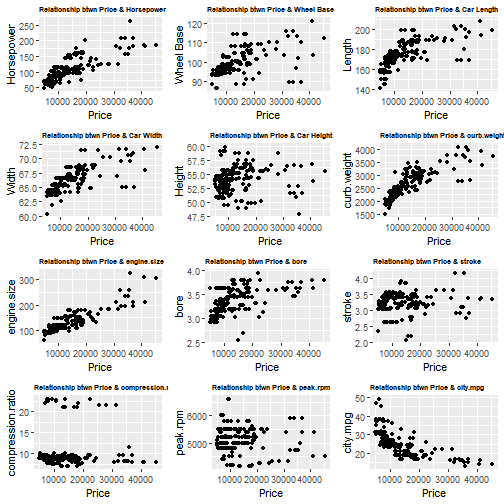 Relationship btwn Price & Horsepower
Relationship btwn Price & Wheel Base
Relationship btwn Price & Car Length
Horsepower
250
200
150
100
50
10000 20000 30000 40000
Price
Wheel Base
120
110
100
90
10000 20000 30000 40000
Price
Length
200
180
160
140
10000 20000 30000 40000
Price
Relationship btwn Price & Car Width
Relationship btwn Price & Car Height
Relationship btwn Price & curb.weight
Width
72.5
70.0
67.5
65.0
62.5
60.0
10000 20000 30000 40000
Price
Height
60.0
57.5
55.0
52.5
50.0
47.5
10000 20000 30000 40000
Price
curb.weight
4000
3500
3000
2500
2000
1500
10000 20000 30000 40000
Price
Relationship btwn Price & engine.size
Relationship btwn Price & bore
Relationship btwn Price & stroke
engine.size
300
200
100
10000 20000 30000 40000
Price
bore
4.0
3.5
3.0
2.5
10000 20000 30000 40000
Price
stroke
4.0
3.5
3.0
2.5
2.0
10000 20000 30000 40000
Price
Relationship btwn Price & compression.r
Relationship btwn Price & peak.rpm
Relationship btwn Price & city.mpg
compression.ratio
20
15
10
10000 20000 30000 40000
Price
peak.rpm
6000
5000
10000 20000 30000 40000
Price
city.mpg
50
40
30
20
10000 20000 30000 40000
Price